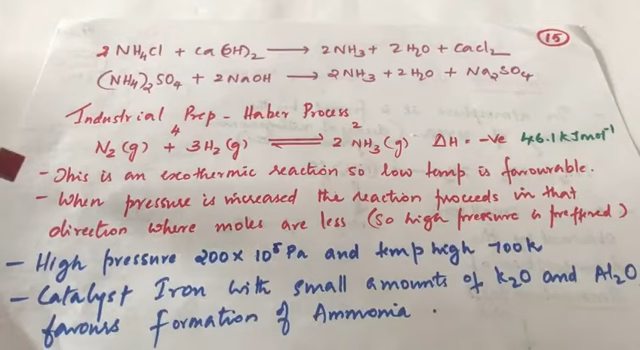 15
2 NH₄Cl + Ca(OH)₂ → 2NH₃ + 2H₂O + CaCl₂
(NH₄)₂SO₄ + 2NaOH → 2NH₃ + 2H₂O + Na₂SO₄
Industrial Prep - Haber Process
4 2
N₂(g) + 3H₂(g) ⇌ 2 NH₃(g) ΔH = -Ve 46.1 kJmol⁻¹
- This is an exothermic reaction so low temp is favourable.
- When pressure is increased the reaction proceeds in that
direction where moles are less (so high pressure is preffered)
- High pressure 200 x 10⁵ Pa and temp high 700k
- Catalyst Iron with small amounts of K₂O and Al₂O
favours formation of Ammonia .